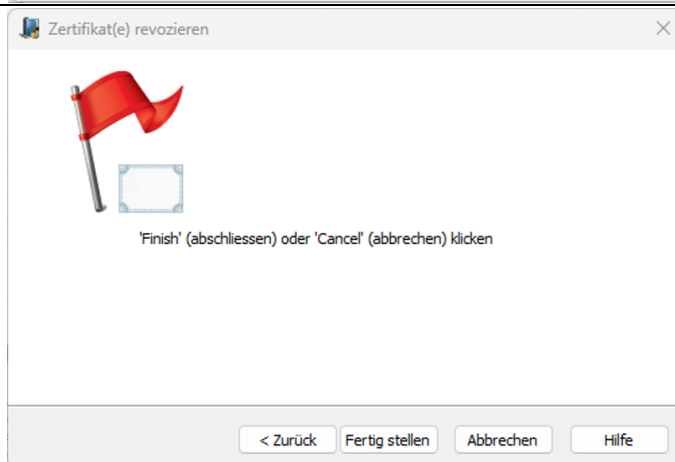 Zertifikat(e) revozieren
'Finish' (abschliessen) oder 'Cancel' (abbrechen) klicken
< Zurück Fertig stellen Abbrechen Hilfe